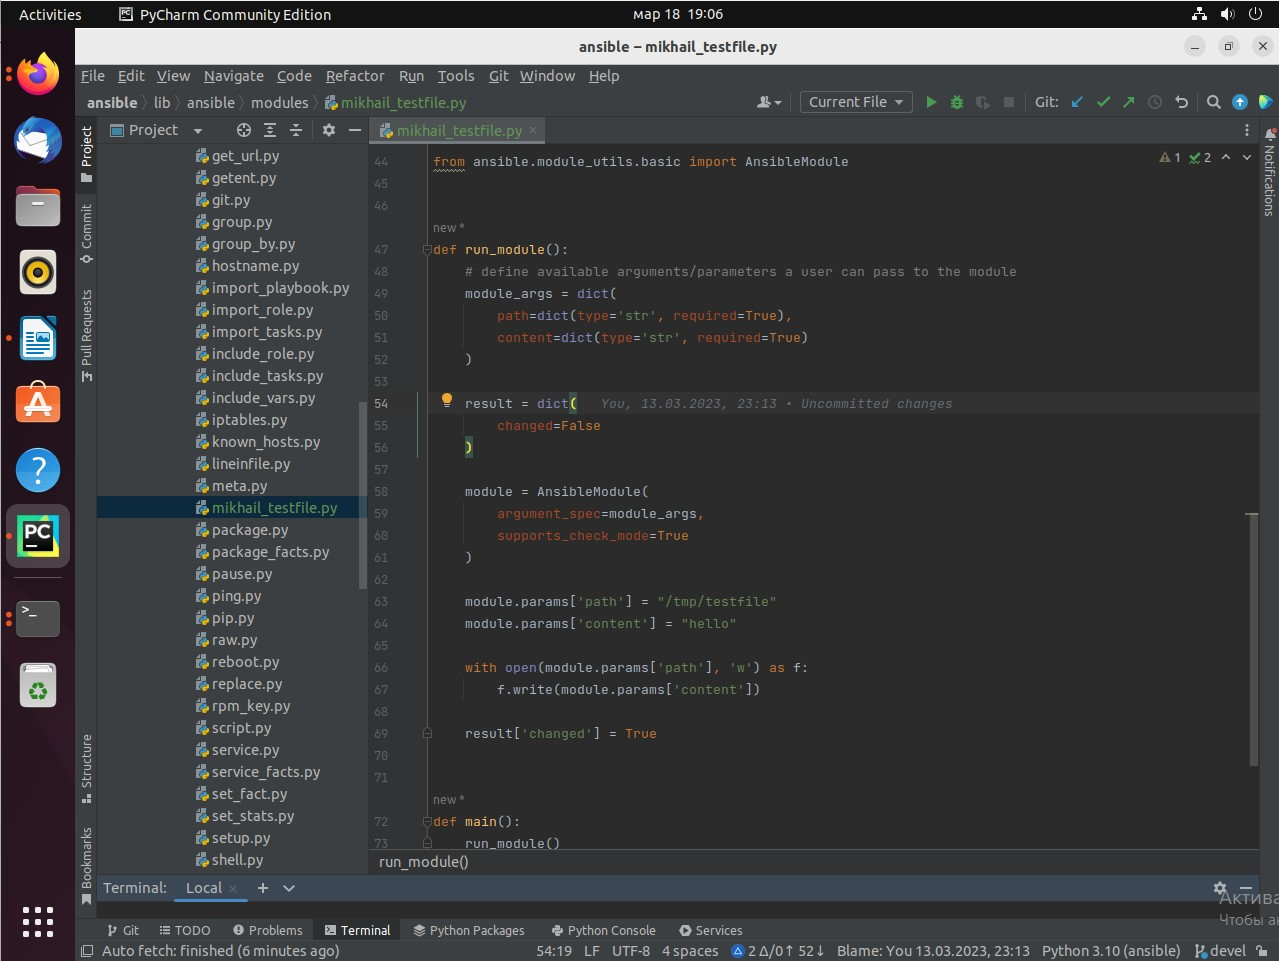 Activities
PyCharm Community Edition
мар 18 19:06
ansible – mikhail_testfile.py
File Edit View Navigate Code Refactor Run Tools Git Window Help
ansible lib ansible modules mikhail_testfile.py
Current File
Git:
Project
Project
Commit
Pull Requests
Structure
Bookmarks
get_url.py
getent.py
git.py
group.py
group_by.py
hostname.py
import_playbook.py
import_role.py
import_tasks.py
include_role.py
include_tasks.py
include_vars.py
iptables.py
known_hosts.py
lineinfile.py
meta.py
mikhail_testfile.py
package.py
package_facts.py
pause.py
ping.py
pip.py
raw.py
reboot.py
replace.py
rpm_key.py
script.py
service.py
service_facts.py
set_fact.py
set_stats.py
setup.py
shell.py
mikhail_testfile.py
1 2
Notifications
44 from ansible.module_utils.basic import AnsibleModule
45
46
new *
47 def run_module():
48 # define available arguments/parameters a user can pass to the module
49 module_args = dict(
50 path=dict(type='str', required=True),
51 content=dict(type='str', required=True)
52 )
53
54 result = dict( You, 13.03.2023, 23:13 • Uncommitted changes
55 changed=False
56 )
57
58 module = AnsibleModule(
59 argument_spec=module_args,
60 supports_check_mode=True
61 )
62
63 module.params['path'] = "/tmp/testfile"
64 module.params['content'] = "hello"
65
66 with open(module.params['path'], 'w') as f:
67 f.write(module.params['content'])
68
69 result['changed'] = True
70
71
new *
72 def main():
73 run_module()
run_module()
Terminal: Local
Актива
Чтобы ак
Git TODO Problems Terminal Python Packages Python Console Services
Auto fetch: finished (6 minutes ago)
54:19 LF UTF-8 4 spaces 2 Δ/0↑ 52↓ Blame: You 13.03.2023, 23:13 Python 3.10 (ansible) devel